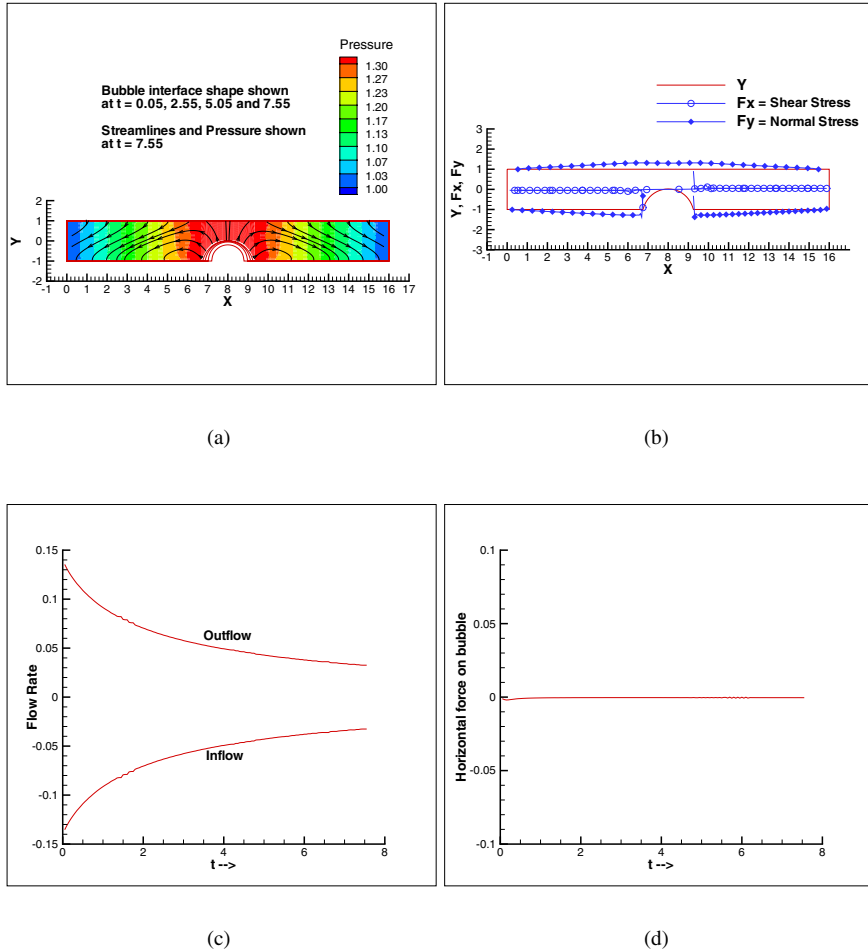 Pressure
1.30
1.27
1.23
1.20
1.17
1.13
1.10
1.07
1.03
1.00
Bubble interface shape shown
at t = 0.05, 2.55, 5.05 and 7.55
Streamlines and Pressure shown
at t = 7.55
2
1
0
-1
-2
Y
-1 0 1 2 3 4 5 6 7 8 9 10 11 12 13 14 15 16 17
X
(a)
Y
Fx = Shear Stress
Fy = Normal Stress
3
2
1
0
-1
-2
-3
Y, Fx, Fy
-1 0 1 2 3 4 5 6 7 8 9 10 11 12 13 14 15 16
X
(b)
0.15
0.1
0.05
0
-0.05
-0.1
-0.15
Flow Rate
Outflow
Inflow
0 2 4 6 8
t -->
(c)
0.1
0.05
0
-0.05
-0.1
Horizontal force on bubble
0 2 4 6 8
t -->
(d)